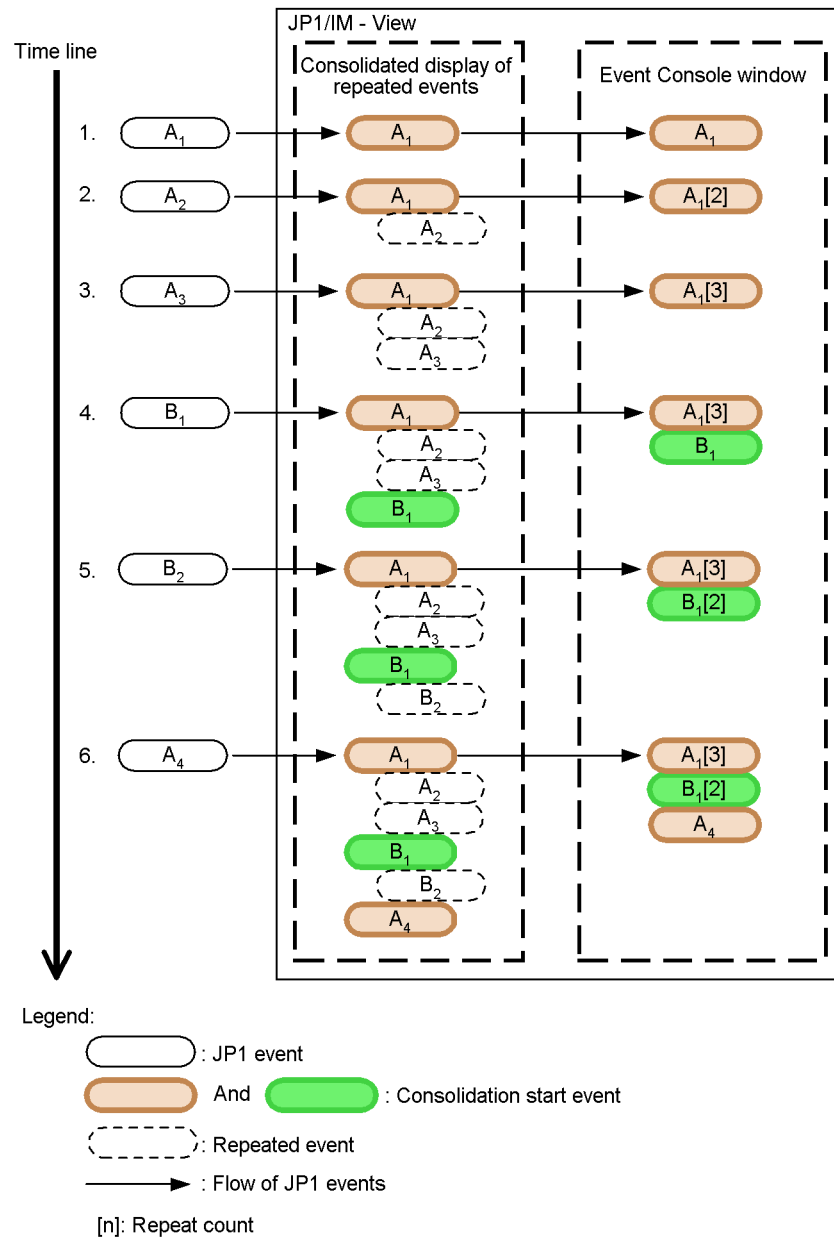 JP1/IM - View
Time line
Consolidated display of
repeated events
Event Console window
1. A₁ A₁ A₁
2. A₂ A₁ A₁[2]
A₂
3. A₃ A₁ A₁[3]
A₂
A₃
4. B₁ A₁ A₁[3]
A₂ B₁
A₃
B₁
5. B₂ A₁ A₁[3]
A₂ B₁[2]
A₃
B₁
B₂
6. A₄ A₁ A₁[3]
A₂ B₁[2]
A₃ A₄
B₁
B₂
A₄
Legend:
: JP1 event
And : Consolidation start event
: Repeated event
: Flow of JP1 events
[n]: Repeat count